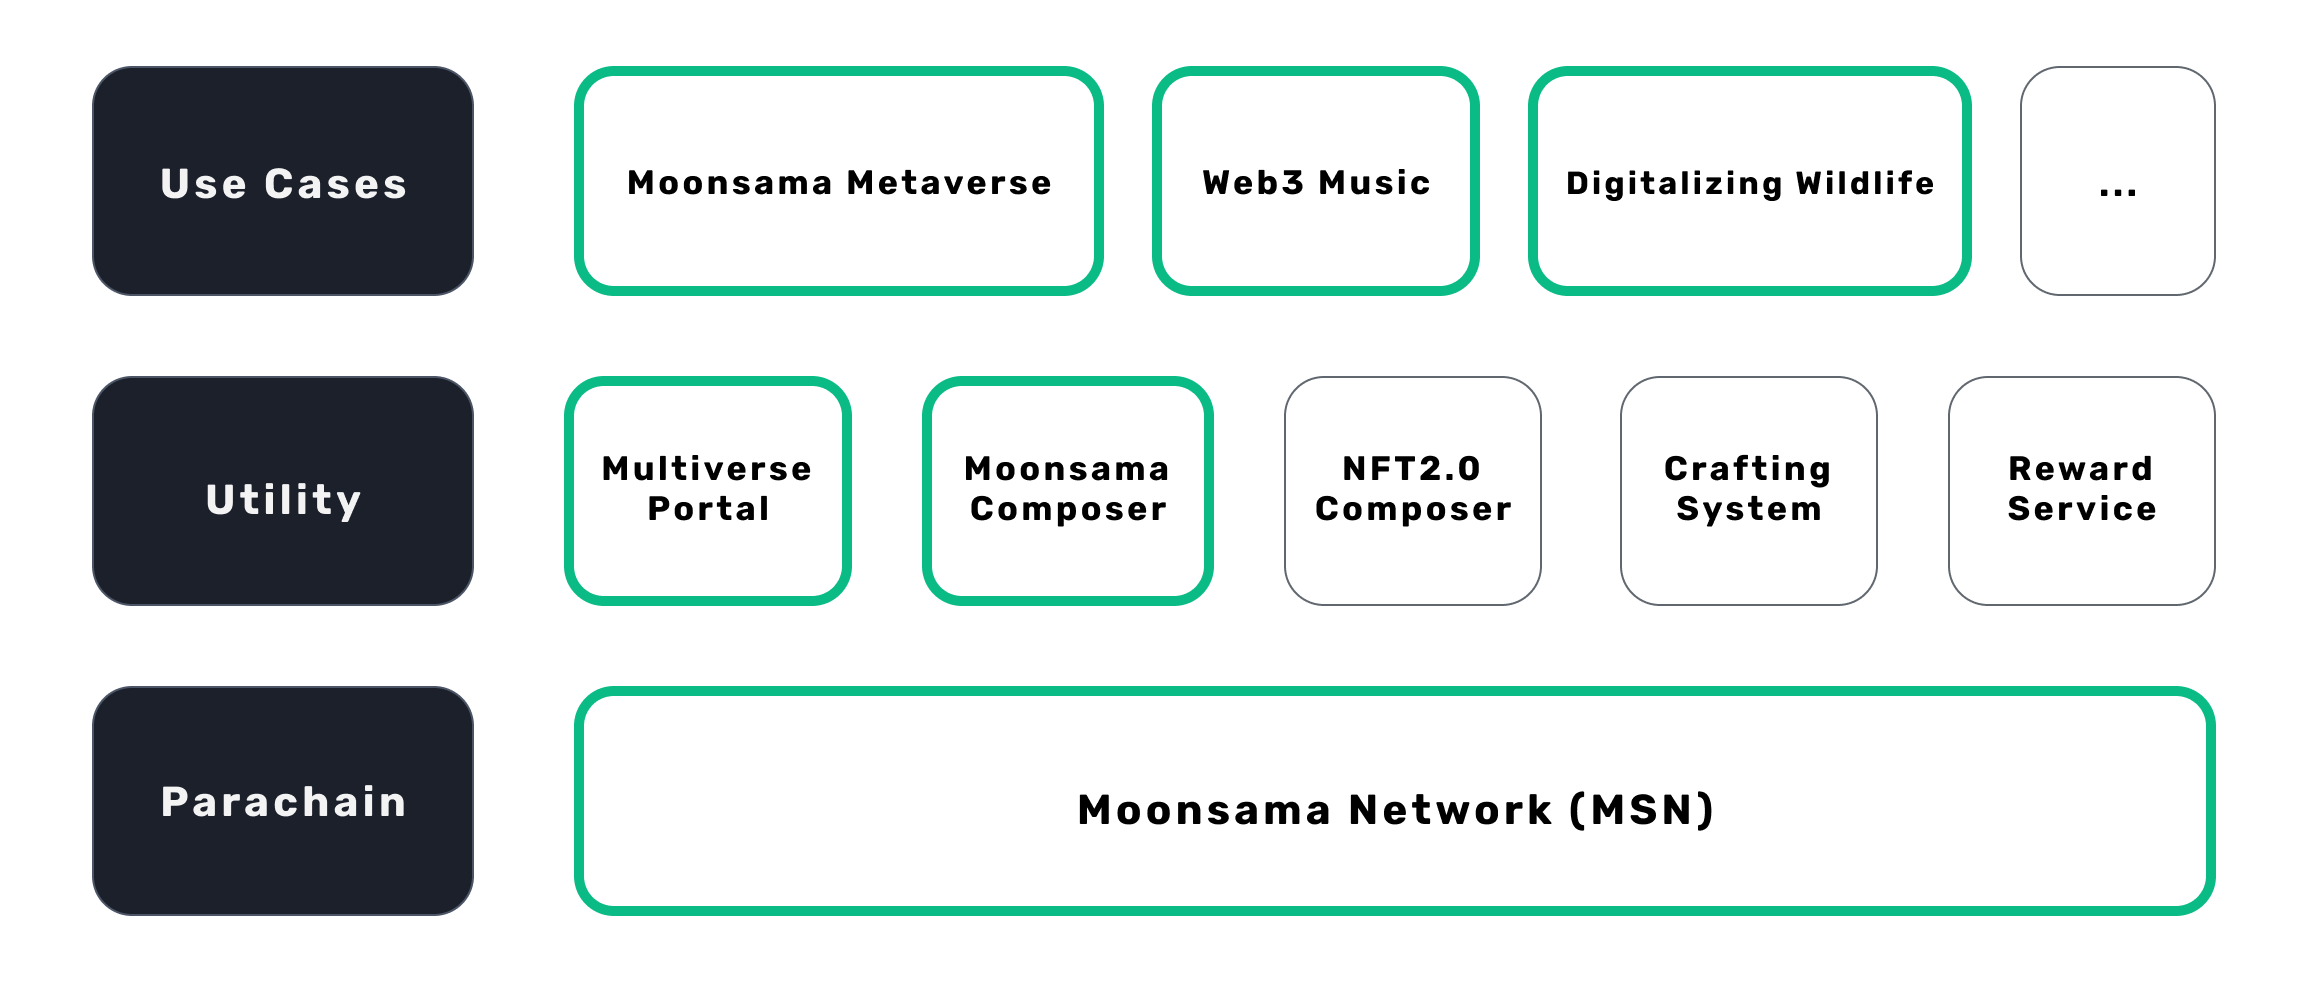 Use Cases
Moonsama Metaverse
Web3 Music
Digitalizing Wildlife
...
Utility
Multiverse
Portal
Moonsama
Composer
NFT2.0
Composer
Crafting
System
Reward
Service
Parachain
Moonsama Network (MSN)